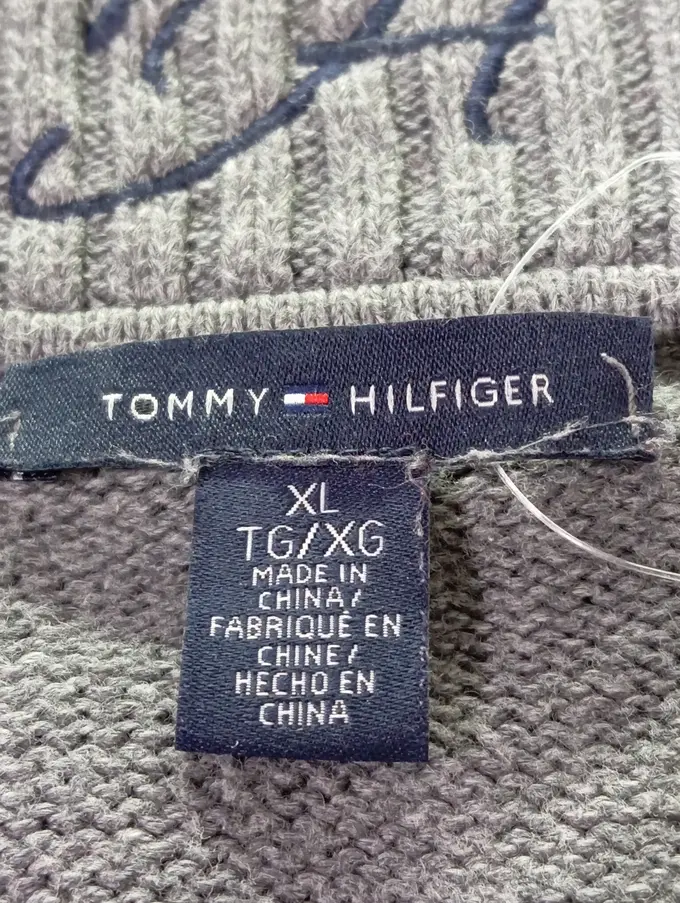 TOMMY HILFIGER
XL
TG/XG
MADE IN
CHINA/
FABRIQUÉ EN
CHINE/
HECHO EN
CHINA